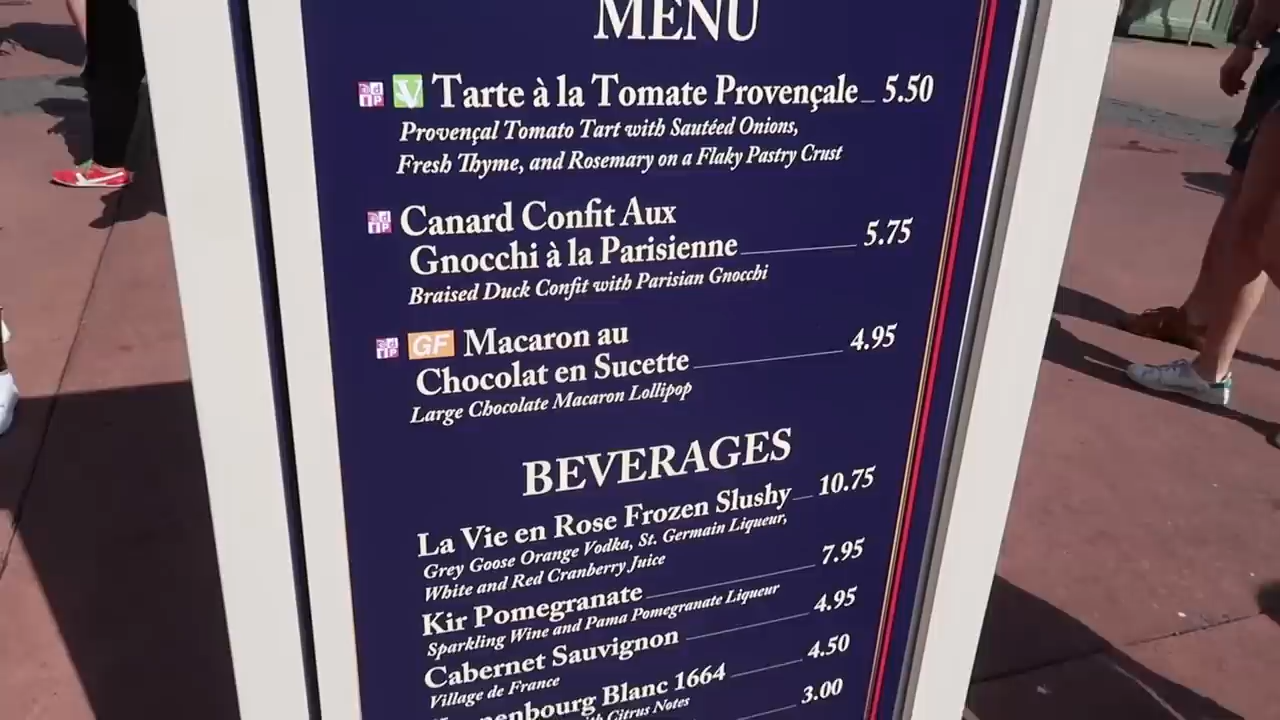 MENU
V Tarte à la Tomate Provençale 5.50
Provençal Tomato Tart with Sautéed Onions,
Fresh Thyme, and Rosemary on a Flaky Pastry Crust
Canard Confit Aux
Gnocchi à la Parisienne 5.75
Braised Duck Confit with Parisian Gnocchi
GF Macaron au
Chocolat en Sucette 4.95
Large Chocolate Macaron Lollipop
BEVERAGES
La Vie en Rose Frozen Slushy 10.75
Grey Goose Orange Vodka, St. Germain Liqueur,
White and Red Cranberry Juice
Kir Pomegranate 7.95
Sparkling Wine and Pama Pomegranate Liqueur
Cabernet Sauvignon 4.95
Village de France
Blanc 1664 4.50
Citrus Notes
3.00